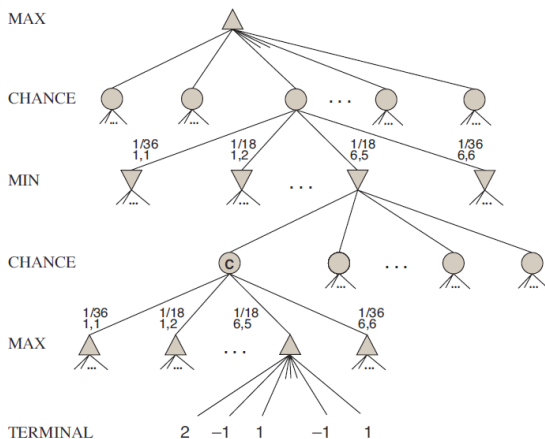 MAX
...
CHANCE
... ... ... ... ... ...
1/36 1/18 1/18 1/36
1,1 1,2 6,5 6,6
MIN
... ... ... ...
CHANCE
C ...
... ... ...
1/36 1/18 1/18 1/36
1,1 1,2 6,5 6,6
MAX
... ... ... ...
TERMINAL 2 −1 1 −1 1